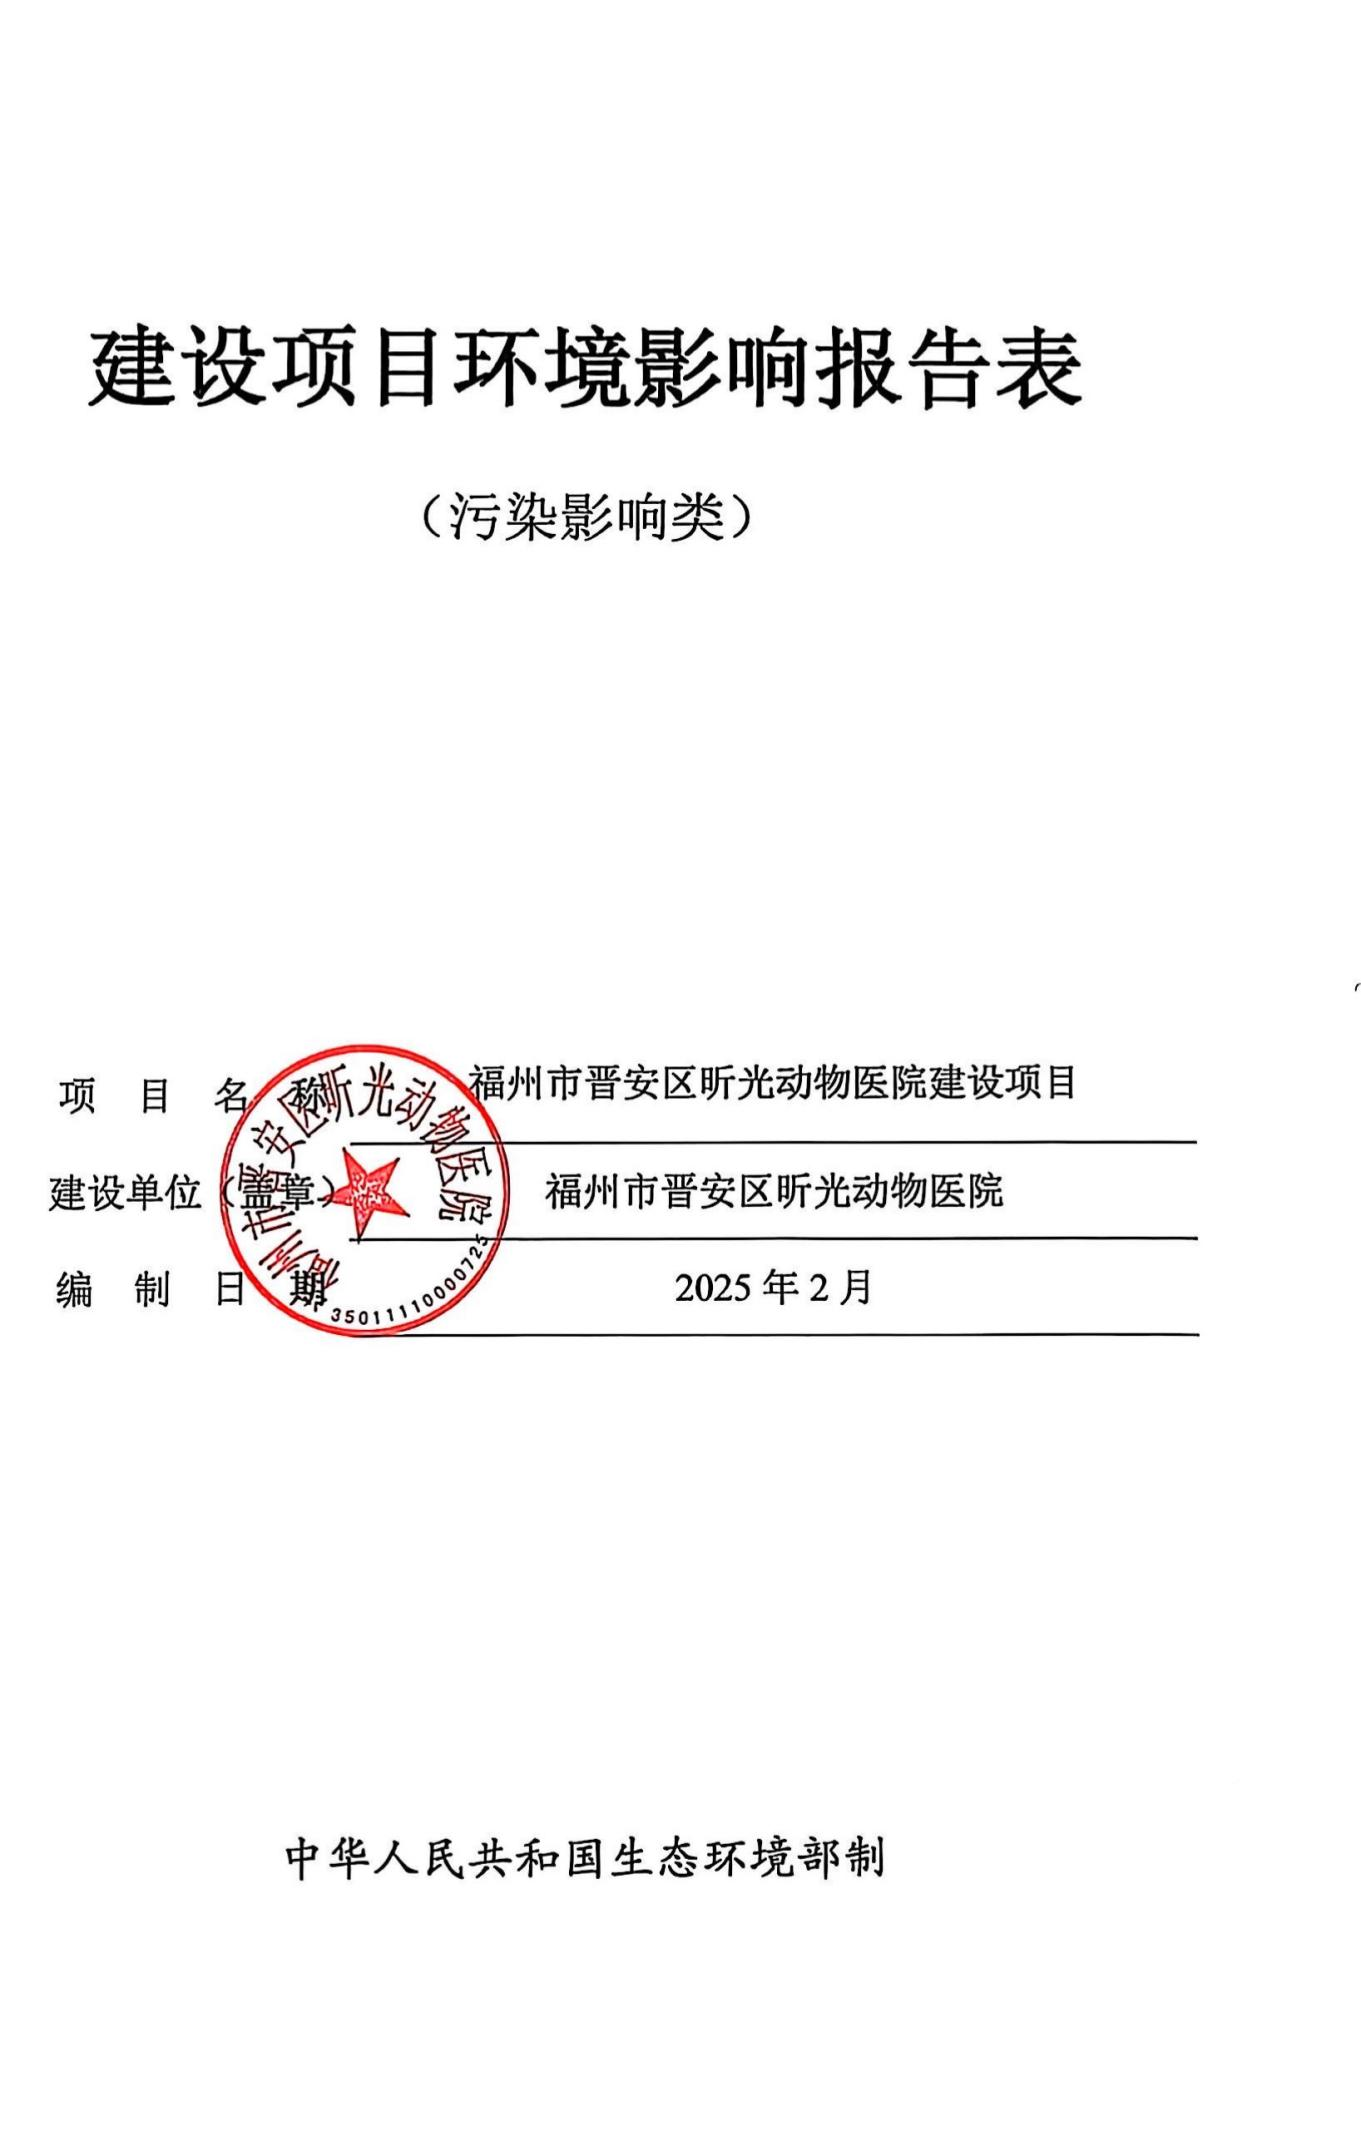 建设项目环境影响报告表
（污染影响类）
项目名称 福州市晋安区昕光动物医院建设项目
建设单位（盖章） 福州市晋安区昕光动物医院
编制日期 2025年2月
福州市晋安区昕光动物医院
35011110000725
中华人民共和国生态环境部制